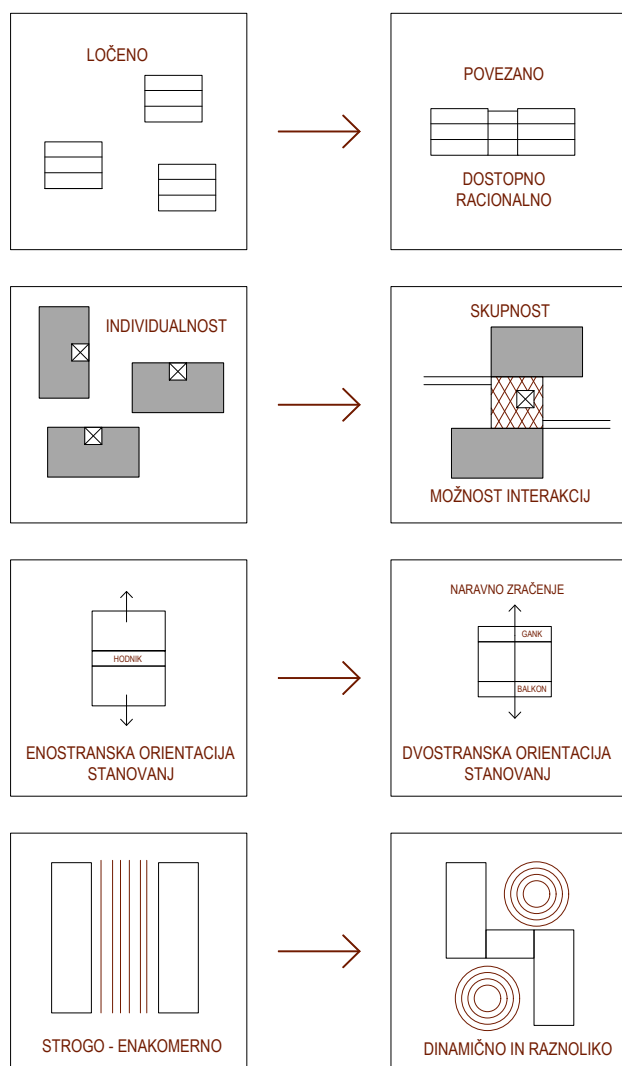 LOČENO
POVEZANO
DOSTOPNO
RACIONALNO
INDIVIDUALNOST
SKUPNOST
MOŽNOST INTERAKCIJ
HODNIK
ENOSTRANSKA ORIENTACIJA
STANOVANJ
NARAVNO ZRAČENJE
GANK
BALKON
DVOSTRANSKA ORIENTACIJA
STANOVANJ
STROGO - ENAKOMERNO
DINAMIČNO IN RAZNOLIKO